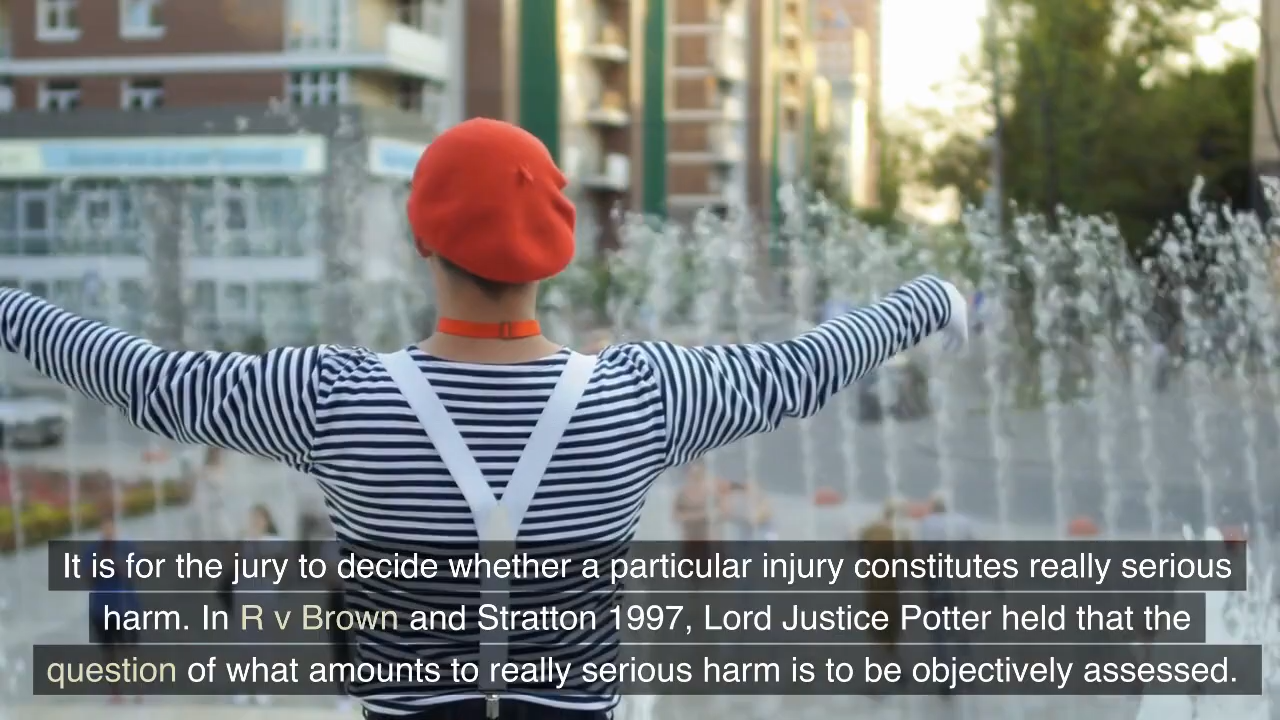 It is for the jury to decide whether a particular injury constitutes really serious
harm. In R v Brown and Stratton 1997, Lord Justice Potter held that the
question of what amounts to really serious harm is to be objectively assessed.